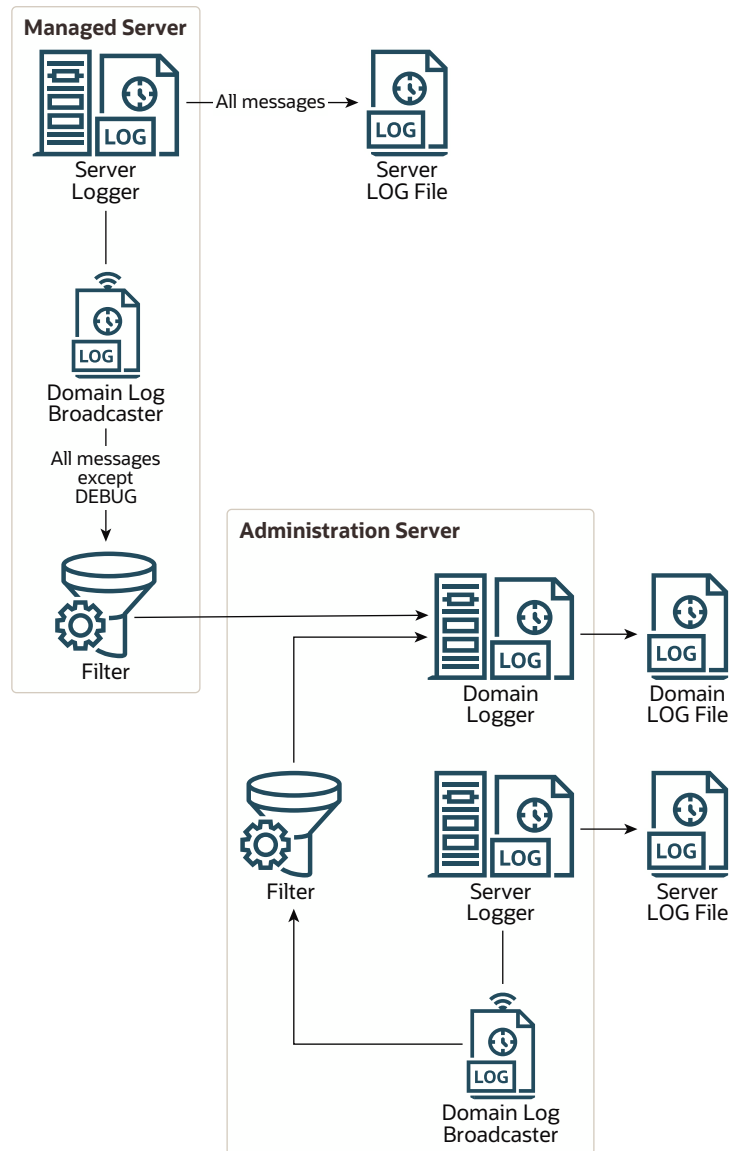 Managed Server
LOG
All messages
LOG
Server
Logger
Server
LOG File
LOG
Domain Log
Broadcaster
All messages
except
DEBUG
Filter
Administration Server
LOG
LOG
Domain
Logger
Domain
LOG File
LOG
LOG
Filter
Server
Logger
Server
LOG File
LOG
Domain Log
Broadcaster